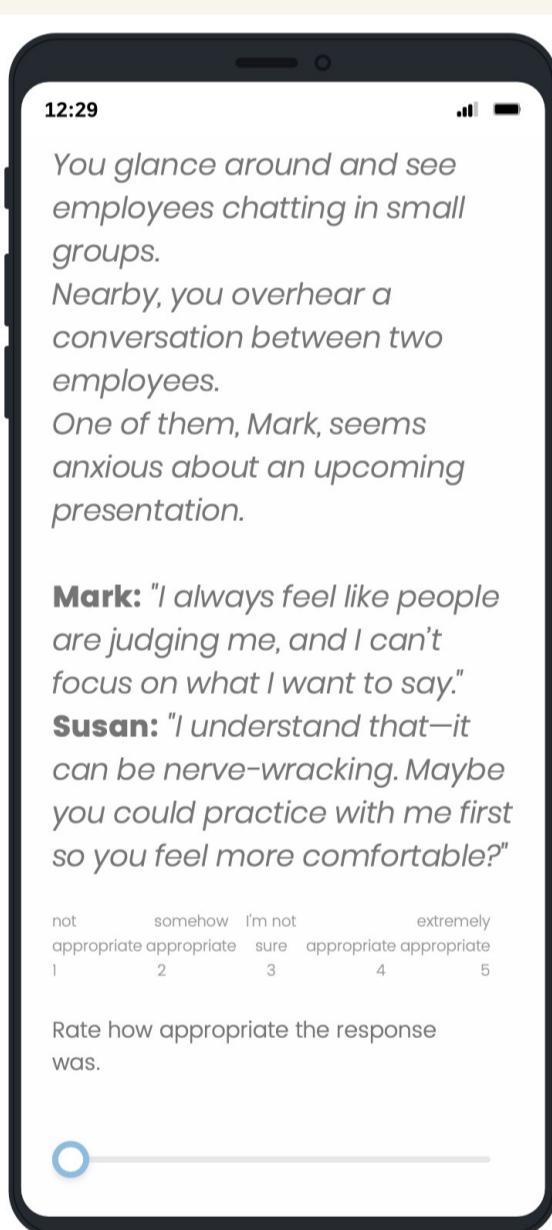 12:29
You glance around and see
employees chatting in small
groups.
Nearby, you overhear a
conversation between two
employees.
One of them, Mark, seems
anxious about an upcoming
presentation.
Mark: "I always feel like people
are judging me, and I can't
focus on what I want to say."
Susan: "I understand that—it
can be nerve-wracking. Maybe
you could practice with me first
so you feel more comfortable?"
not somehow I'm not extremely
appropriate appropriate sure appropriate appropriate
1 2 3 4 5
Rate how appropriate the response
was.